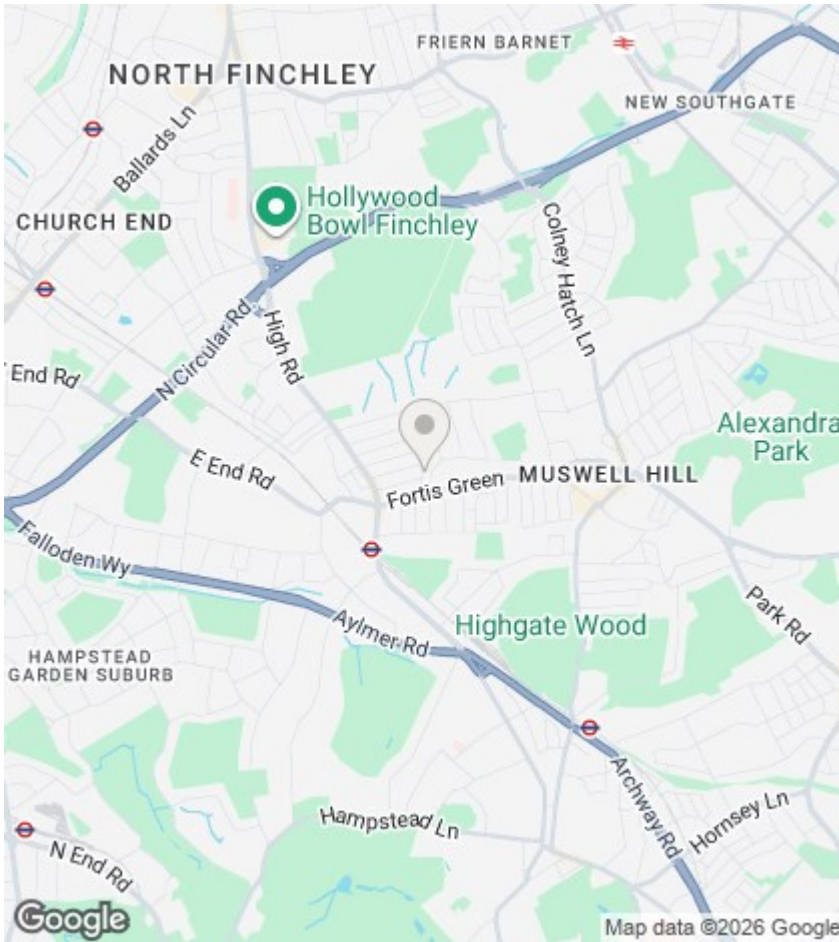 FRIERN BARNET
NORTH FINCHLEY
NEW SOUTHGATE
Ballards Ln
Hollywood
Bowl Finchley
CHURCH END
Colney Hatch Ln
N Circular Rd
High Rd
End Rd
Alexandra
Park
E End Rd
Fortis Green
MUSWELL HILL
Falloden Wy
Park Rd
Highgate Wood
Aylmer Rd
HAMPSTEAD
GARDEN SUBURB
Archway Rd
Hampstead Ln
Hornsey Ln
N End Rd
Google
Map data ©2026 Google